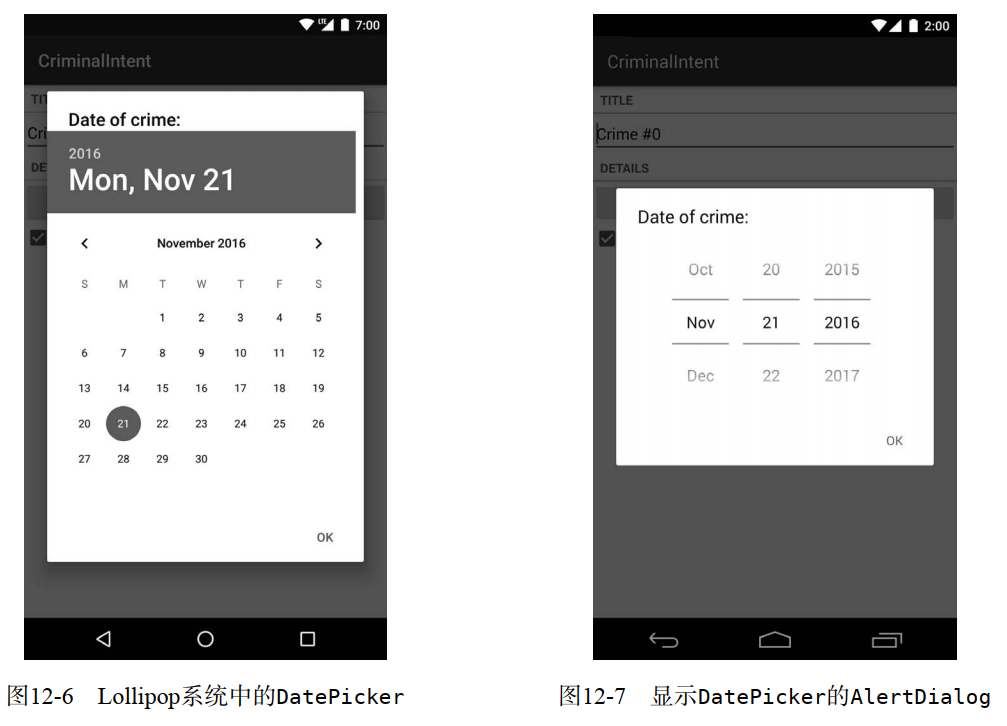 LTE 7:00
CriminalIntent
TIT
Date of crime:
Cri
2016
DE
Mon, Nov 21
November 2016
S M T W T F S
1 2 3 4 5
6 7 8 9 10 11 12
13 14 15 16 17 18 19
20 21 22 23 24 25 26
27 28 29 30
OK
图12-6 Lollipop系统中的DatePicker
2:00
CriminalIntent
TITLE
Crime #0
DETAILS
Date of crime:
Oct 20 2015
Nov 21 2016
Dec 22 2017
OK
图12-7 显示DatePicker的AlertDialog